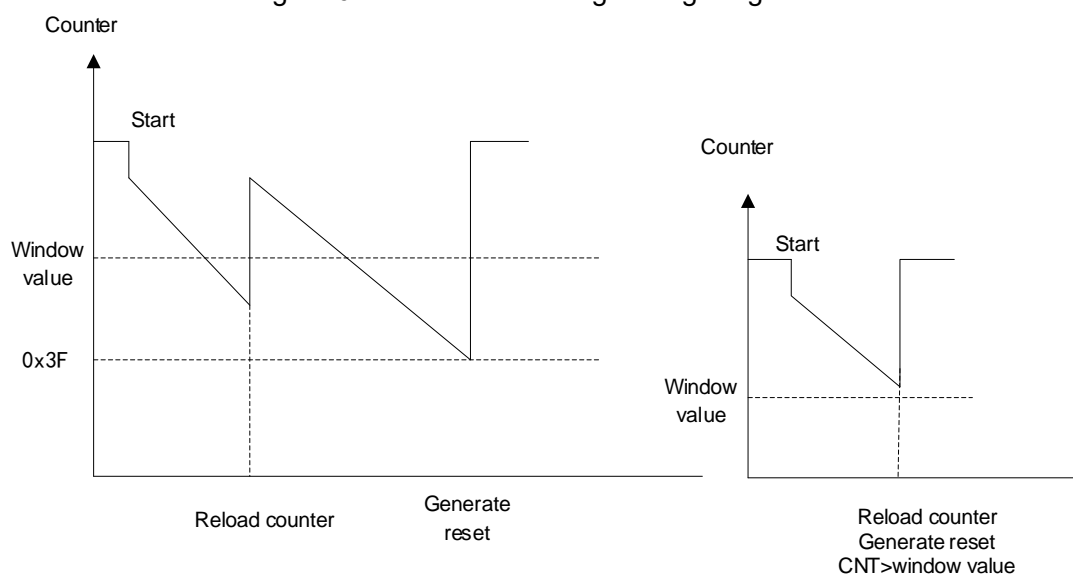 Counter
Start
Window
value
0x3F
Reload counter
Generate
reset
Counter
Start
Window
value
Reload counter
Generate reset
CNT>window value